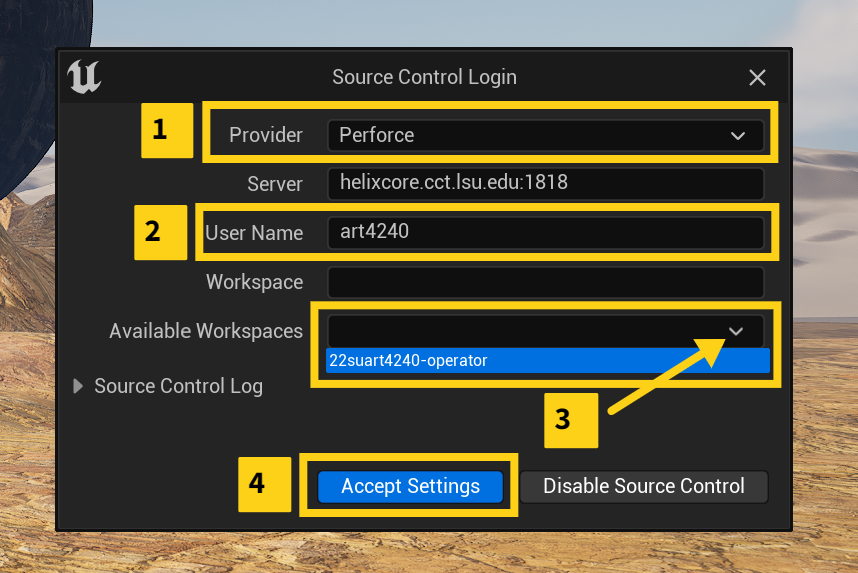 Source Control Login
1
Provider
Perforce
Server
helixcore.cct.lsu.edu:1818
2
User Name
art4240
Workspace
Available Workspaces
22suart4240-operator
Source Control Log
3
4
Accept Settings
Disable Source Control